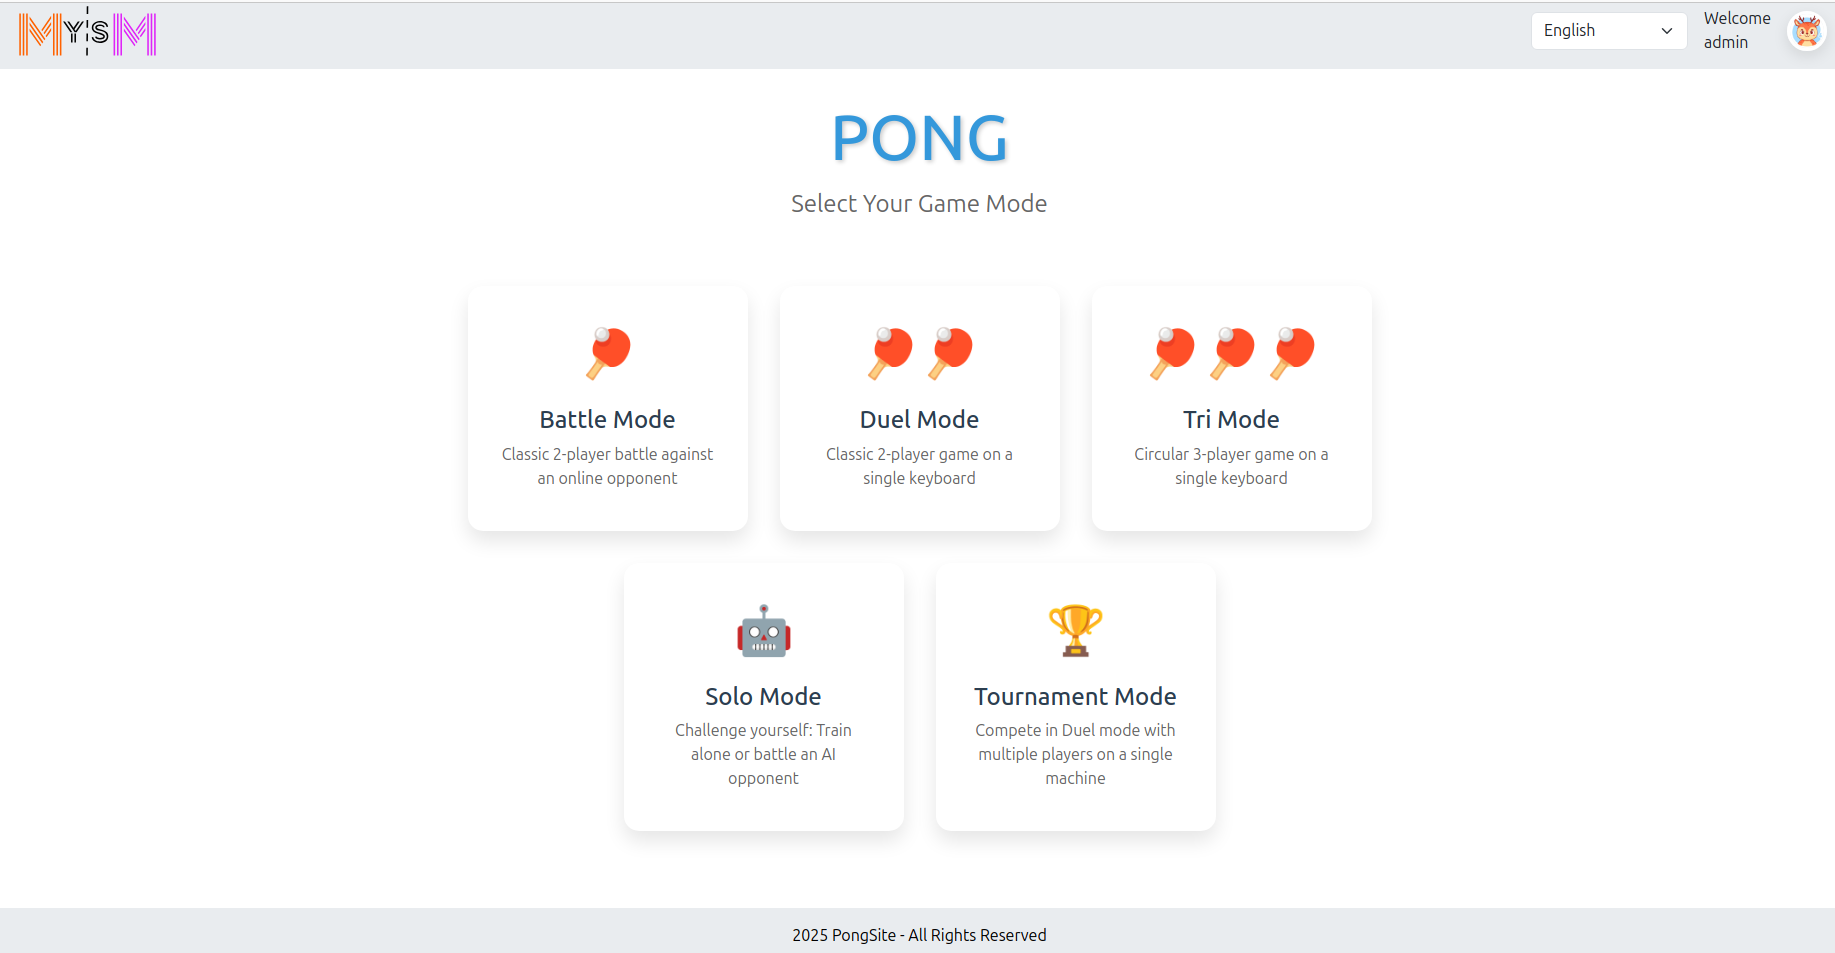 MY'SM
English
Welcome
admin
PONG
Select Your Game Mode
Battle Mode
Classic 2-player battle against
an online opponent
Duel Mode
Classic 2-player game on a
single keyboard
Tri Mode
Circular 3-player game on a
single keyboard
Solo Mode
Challenge yourself: Train
alone or battle an AI
opponent
Tournament Mode
Compete in Duel mode with
multiple players on a single
machine
2025 PongSite - All Rights Reserved